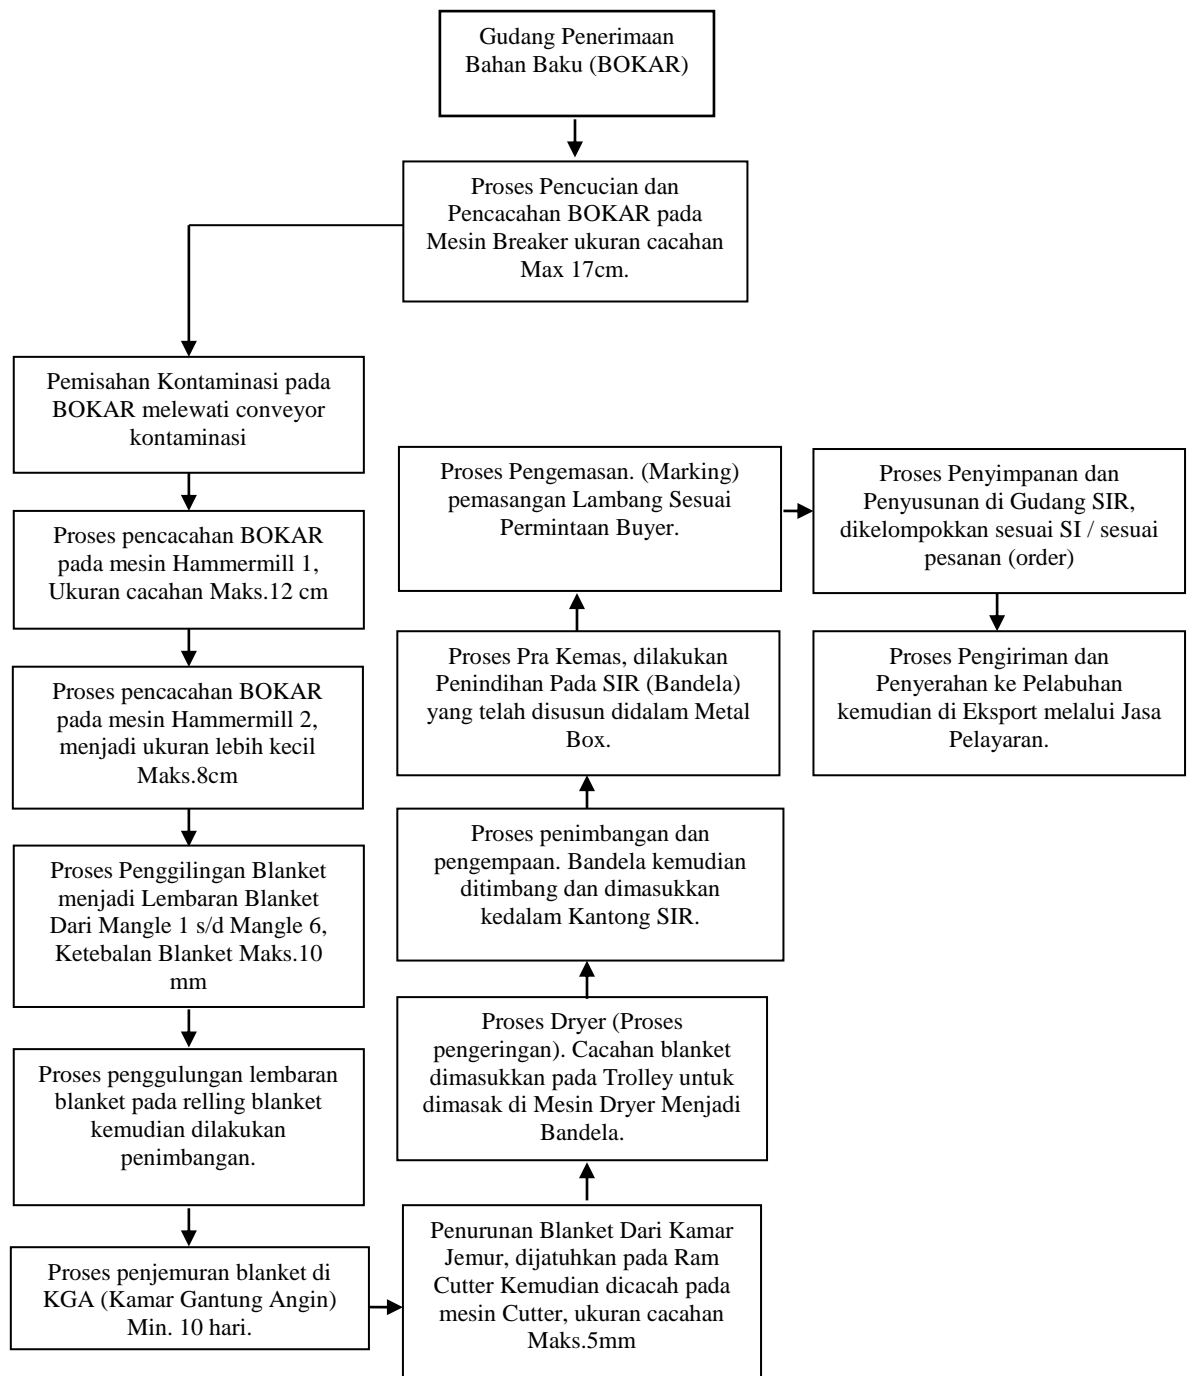 Gudang Penerimaan
Bahan Baku (BOKAR)
Proses Pencucian dan
Pencacahan BOKAR pada
Mesin Breaker ukuran cacahan
Max 17cm.
Pemisahan Kontaminasi pada
BOKAR melewati conveyor
kontaminasi
Proses pencacahan BOKAR
pada mesin Hammermill 1,
Ukuran cacahan Maks.12 cm
Proses pencacahan BOKAR
pada mesin Hammermill 2,
menjadi ukuran lebih kecil
Maks.8cm
Proses Penggilingan Blanket
menjadi Lembaran Blanket
Dari Mangle 1 s/d Mangle 6,
Ketebalan Blanket Maks.10
mm
Proses penggulungan lembaran
blanket pada relling blanket
kemudian dilakukan
penimbangan.
Proses penjemuran blanket di
KGA (Kamar Gantung Angin)
Min. 10 hari.
Penurunan Blanket Dari Kamar
Jemur, dijatuhkan pada Ram
Cutter Kemudian dicacah pada
mesin Cutter, ukuran cacahan
Maks.5mm
Proses Dryer (Proses
pengeringan). Cacahan blanket
dimasukkan pada Trolley untuk
dimasak di Mesin Dryer Menjadi
Bandela.
Proses penimbangan dan
pengempaan. Bandela kemudian
ditimbang dan dimasukkan
kedalam Kantong SIR.
Proses Pra Kemas, dilakukan
Penindihan Pada SIR (Bandela)
yang telah disusun didalam Metal
Box.
Proses Pengemasan. (Marking)
pemasangan Lambang Sesuai
Permintaan Buyer.
Proses Penyimpanan dan
Penyusunan di Gudang SIR,
dikelompokkan sesuai SI / sesuai
pesanan (order)
Proses Pengiriman dan
Penyerahan ke Pelabuhan
kemudian di Eksport melalui Jasa
Pelayaran.